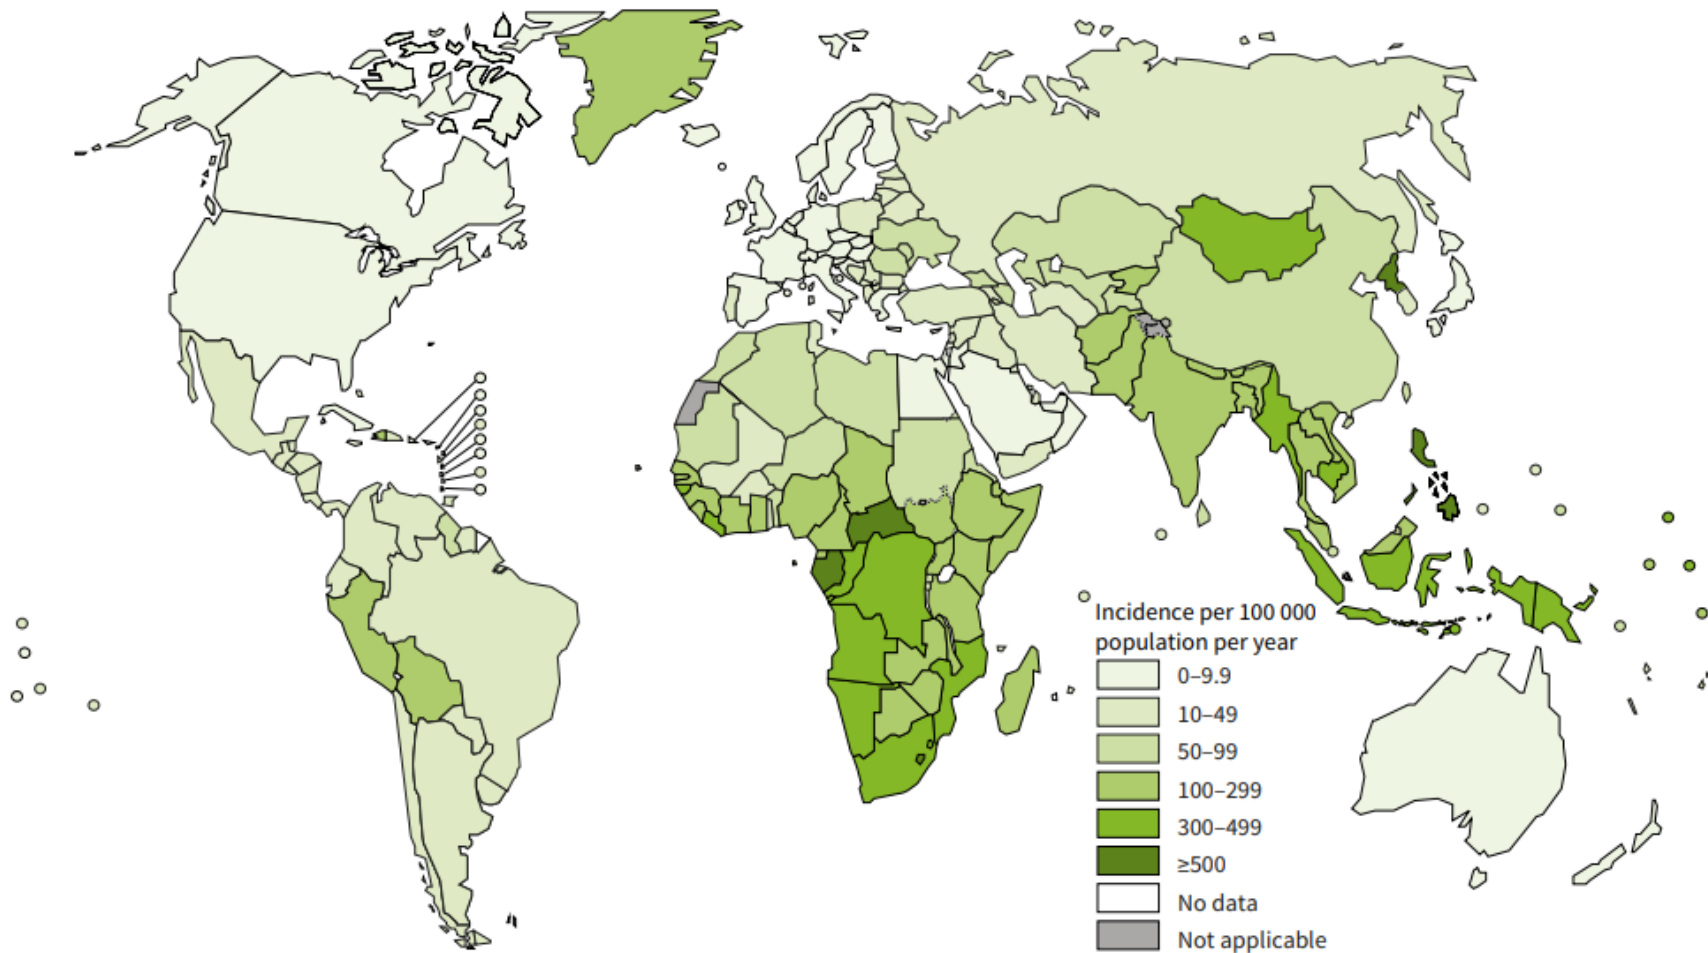 Incidence per 100 000
population per year
0–9.9
10–49
50–99
100–299
300–499
≥500
No data
Not applicable